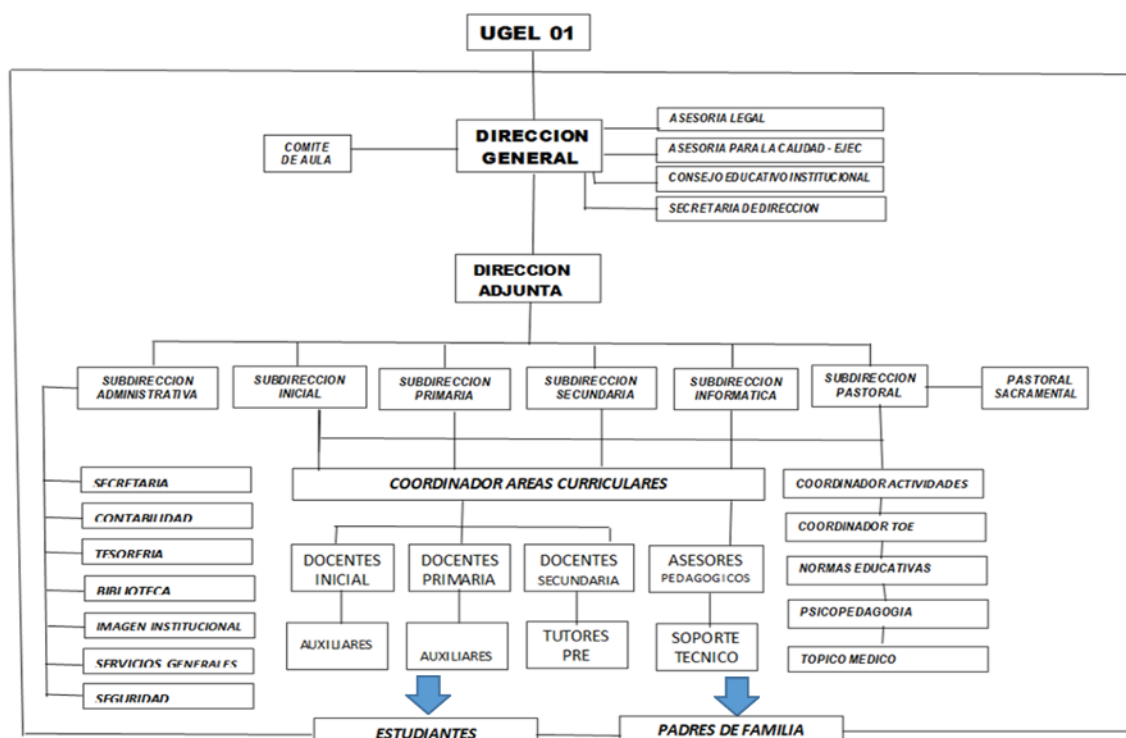 UGEL 01
DIRECCION
GENERAL
COMITE
DE AULA
ASESORIA LEGAL
ASESORIA PARA LA CALIDAD - EJEC
CONSEJO EDUCATIVO INSTITUCIONAL
SECRETARIA DE DIRECCION
DIRECCION
ADJUNTA
SUBDIRECCION
ADMINISTRATIVA
SUBDIRECCION
INICIAL
SUBDIRECCION
PRIMARIA
SUBDIRECCION
SECUNDARIA
SUBDIRECCION
INFORMATICA
SUBDIRECCION
PASTORAL
PASTORAL
SACRAMENTAL
SECRETARIA
CONTABILIDAD
TESORERIA
BIBLIOTECA
IMAGEN INSTITUCIONAL
SERVICIOS GENERALES
SEGURIDAD
COORDINADOR AREAS CURRICULARES
DOCENTES
INICIAL
DOCENTES
PRIMARIA
DOCENTES
SECUNDARIA
ASESORES
PEDAGOGICOS
AUXILIARES
AUXILIARES
TUTORES
PRE
SOPORTE
TECNICO
COORDINADOR ACTIVIDADES
COORDINADOR TOE
NORMAS EDUCATIVAS
PSICOPEDAGOGIA
TOPICO MEDICO
ESTUDIANTES
PADRES DE FAMILIA